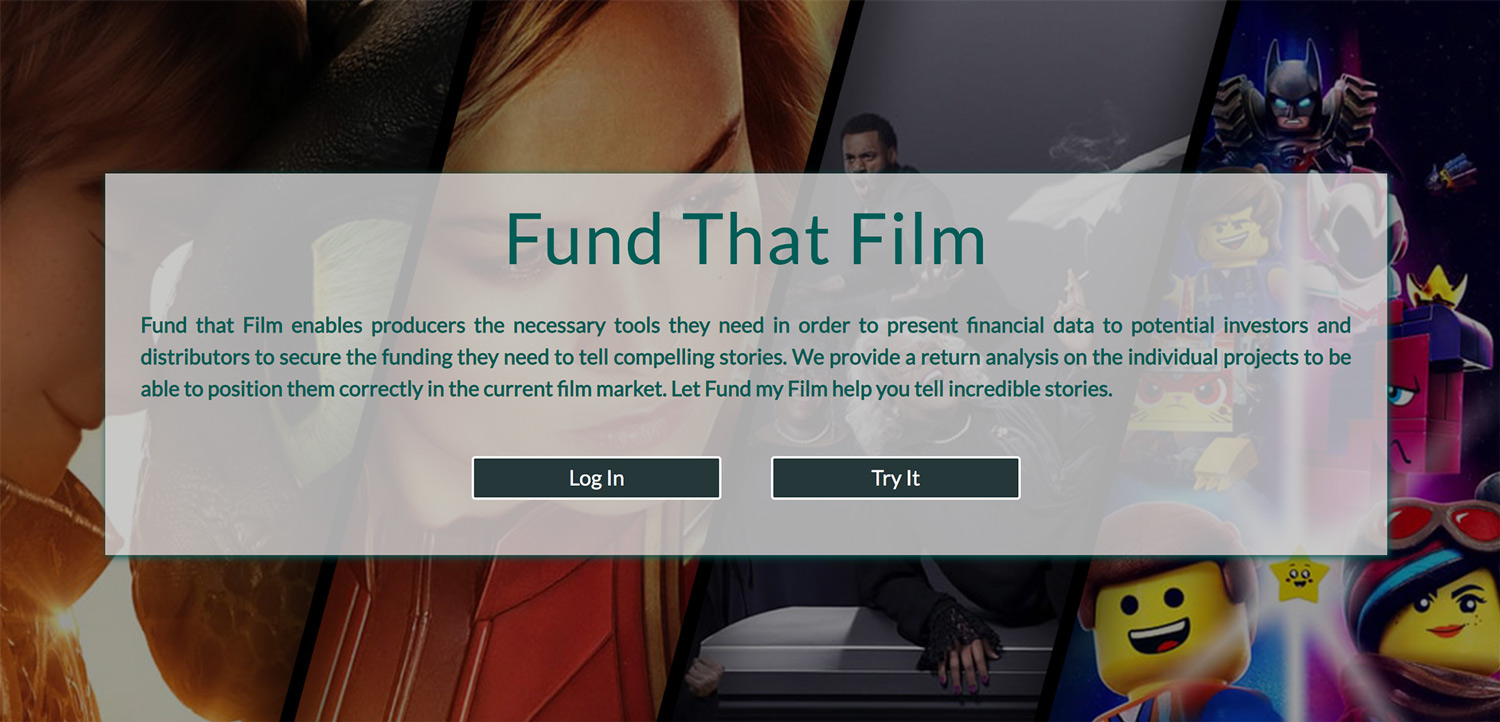 Fund That Film
Fund that Film enables producers the necessary tools they need in order to present financial data to potential investors and
distributors to secure the funding they need to tell compelling stories. We provide a return analysis on the individual projects to be
able to position them correctly in the current film market. Let Fund my Film help you tell incredible stories.
Log In
Try It